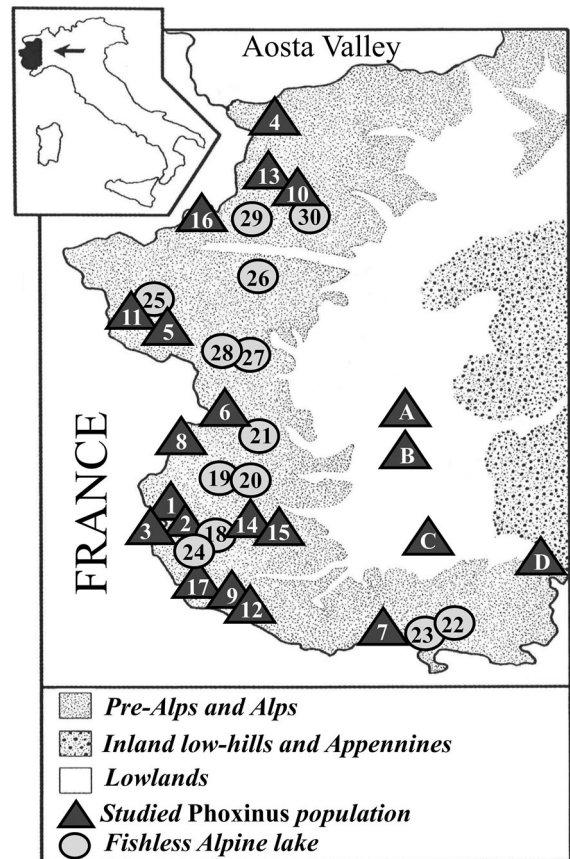 Aosta Valley
4
13
10
16
29
30
26
25
11
5
28
27
6
A
21
8
B
19
20
1
3
2
18
14
15
C
24
D
17
9
12
7
23
22
FRANCE
Pre-Alps and Alps
Inland low-hills and Appennines
Lowlands
Studied Phoxinus population
Fishless Alpine lake